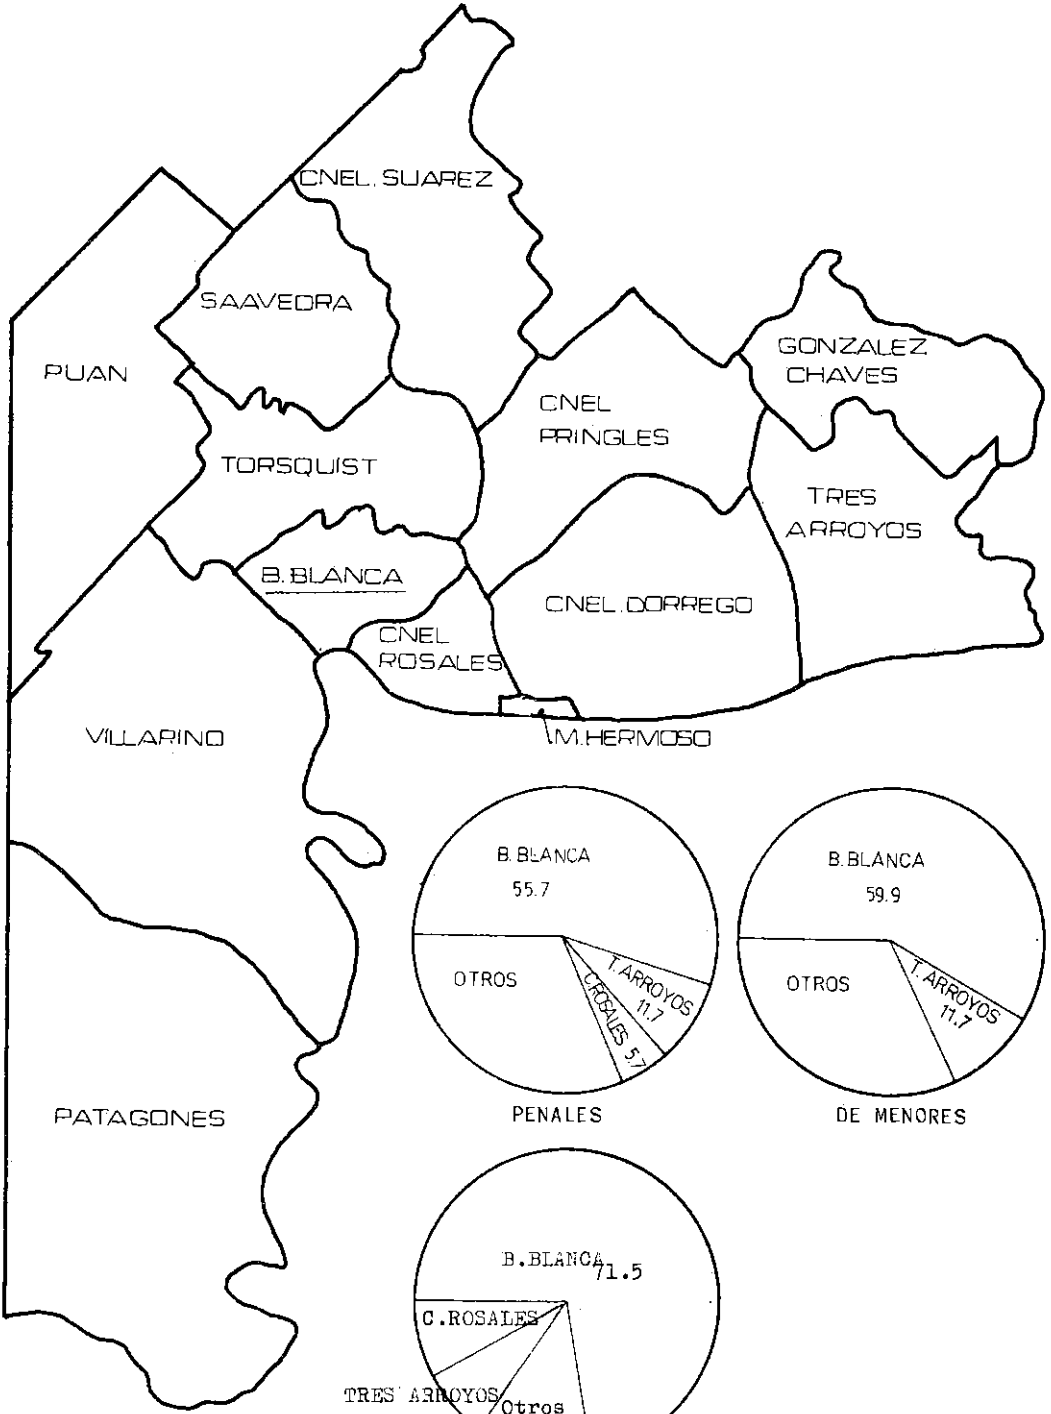 CNEL. SUAREZ
SAAVEDRA
PUAN
GONZALEZ
CHAVES
CNEL
PRINGLES
TORSQUIST
TRES
ARROYOS
B. BLANCA
CNEL. DORREGO
CNEL
ROSALES
VILLARINO
M. HERMOSO
PATAGONES
B. BLANCA
55.7
OTROS
T. ARROYOS
11.7
C.ROSALES 5.7
PENALES
B. BLANCA
59.9
OTROS
T. ARROYOS
11.7
DE MENORES
B.BLANCA 71.5
C.ROSALES
TRES ARROYOS
Otros